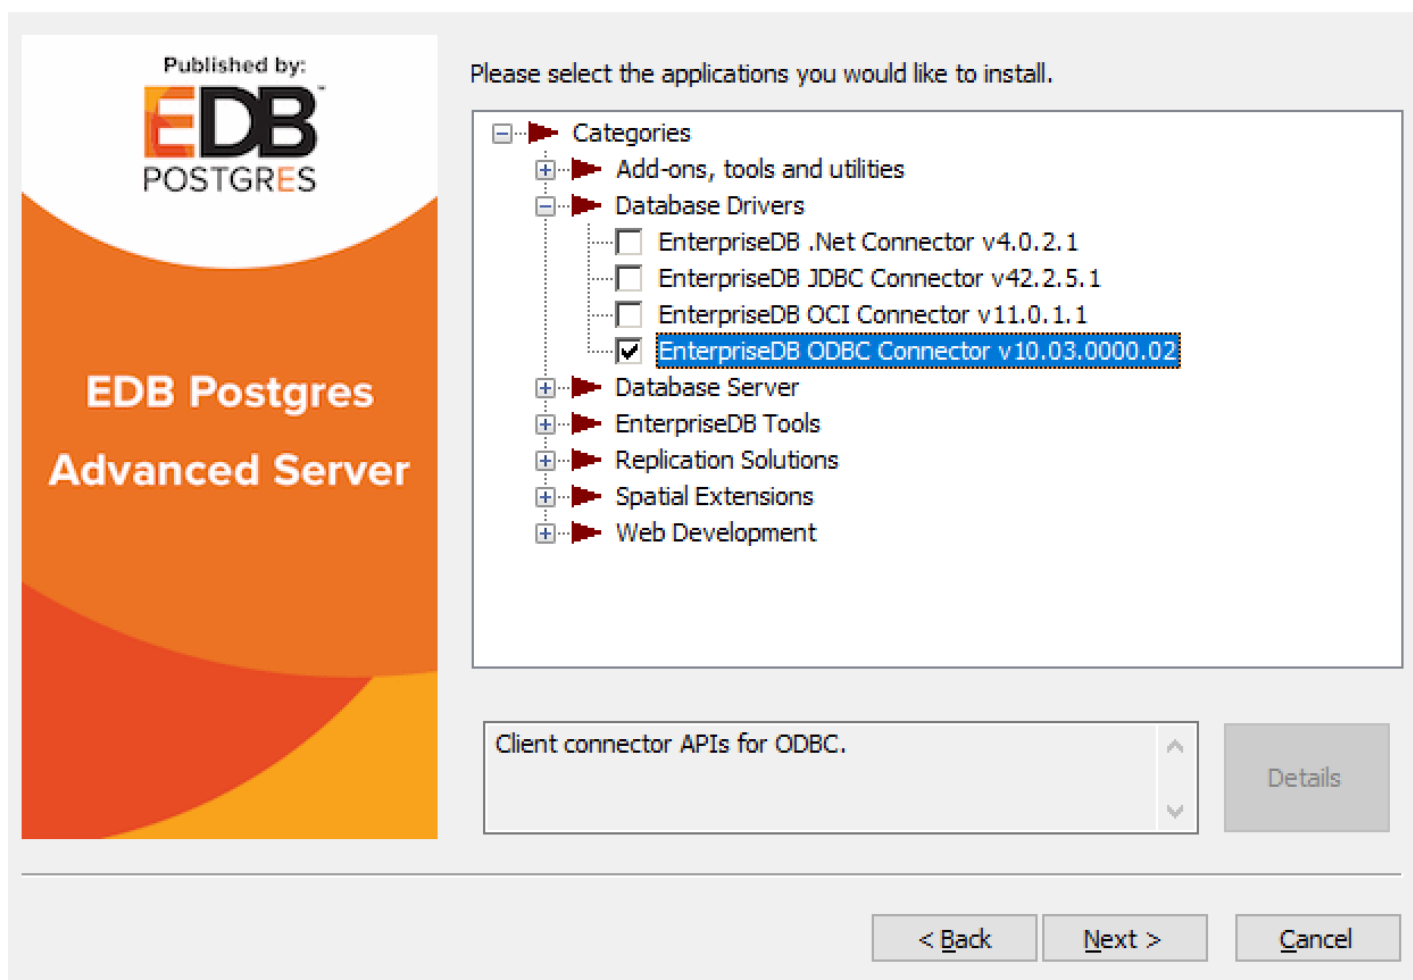 Published by:
EDB™
POSTGRES
EDB Postgres
Advanced Server
Please select the applications you would like to install.
Categories
Add-ons, tools and utilities
Database Drivers
EnterpriseDB .Net Connector v4.0.2.1
EnterpriseDB JDBC Connector v42.2.5.1
EnterpriseDB OCI Connector v11.0.1.1
EnterpriseDB ODBC Connector v10.03.0000.02
Database Server
EnterpriseDB Tools
Replication Solutions
Spatial Extensions
Web Development
Client connector APIs for ODBC.
Details
< Back
Next >
Cancel